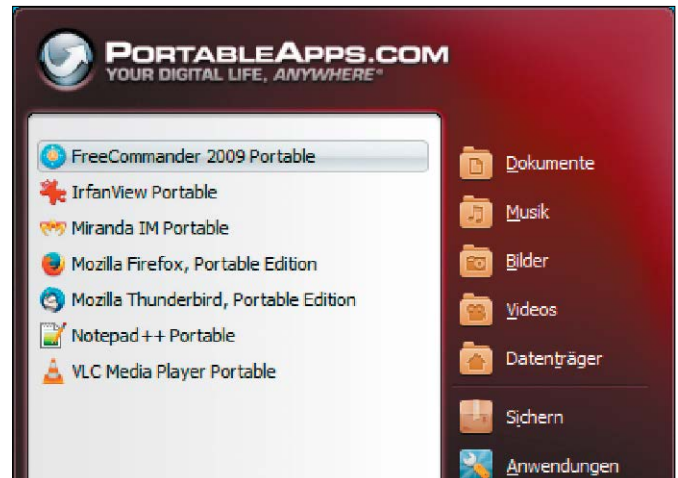 PORTABLEAPPS.COM
YOUR DIGITAL LIFE, ANYWHERE®
FreeCommander 2009 Portable
IrfanView Portable
Miranda IM Portable
Mozilla Firefox, Portable Edition
Mozilla Thunderbird, Portable Edition
Notepad++ Portable
VLC Media Player Portable
Dokumente
Musik
Bilder
Videos
Datenträger
Sichern
Anwendungen